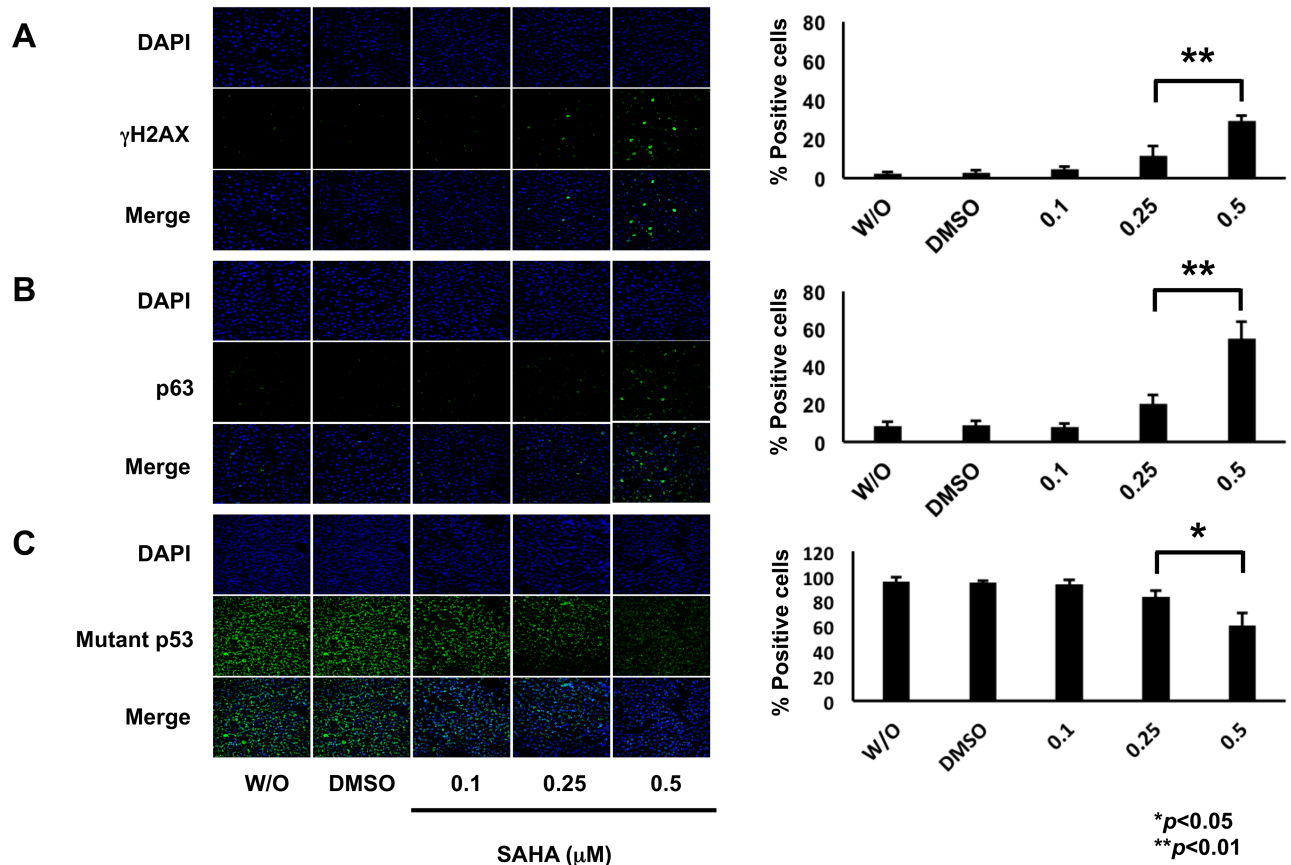 A
DAPI
γH2AX
Merge
% Positive cells
80
60
40
20
0
**
W/O
DMSO
0.1
0.25
0.5
B
DAPI
p63
Merge
% Positive cells
80
60
40
20
0
**
W/O
DMSO
0.1
0.25
0.5
C
DAPI
Mutant p53
Merge
% Positive cells
120
100
80
60
40
20
0
*
W/O
DMSO
0.1
0.25
0.5
W/O
DMSO
0.1
0.25
0.5
SAHA (μM)
*p<0.05
**p<0.01